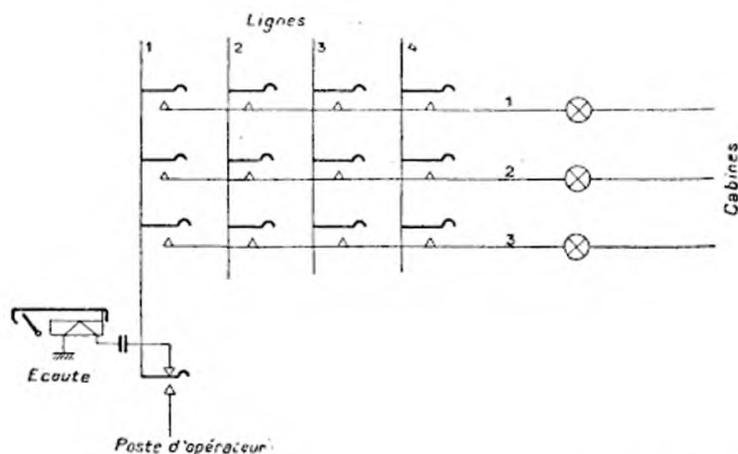 Lignes
1 2 3 4
1
2
3
Cabines
Ecoute
Poste d'opérateur